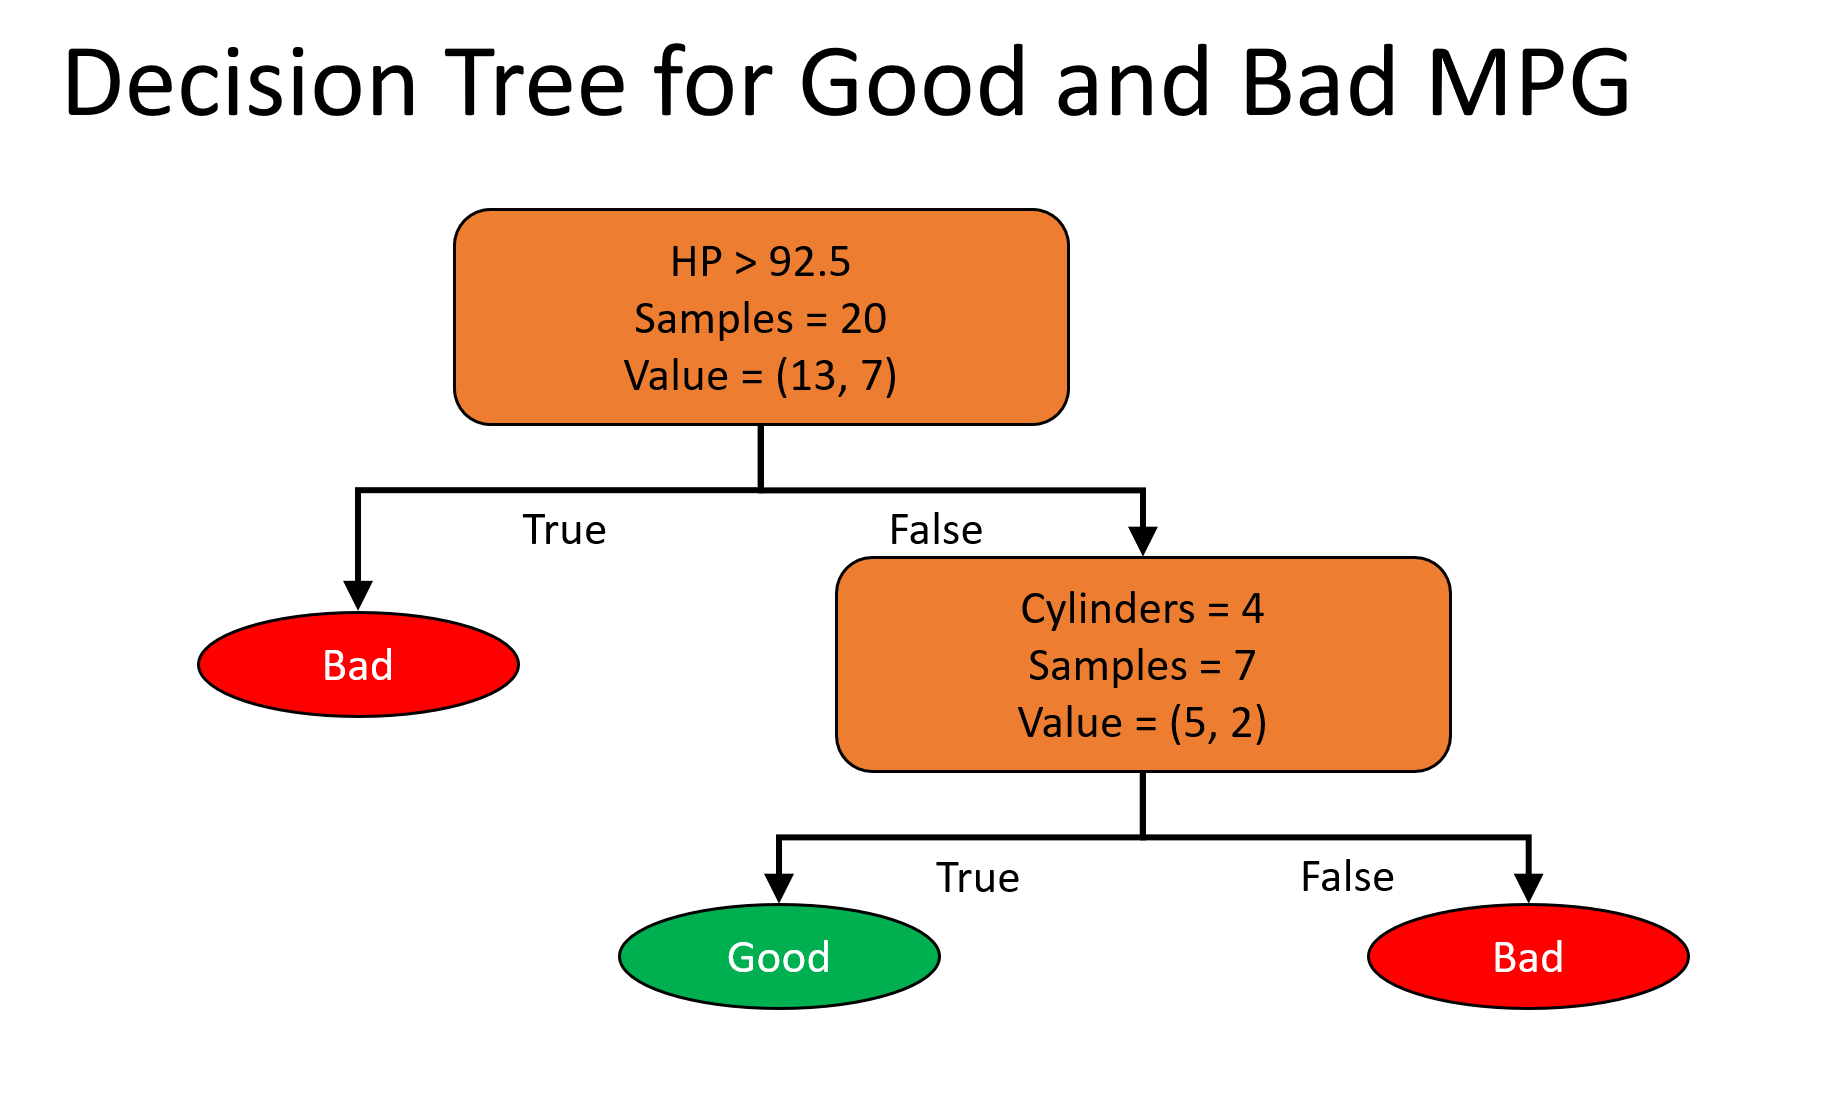 Decision Tree for Good and Bad MPG
HP > 92.5
Samples = 20
Value = (13, 7)
True
False
Bad
Cylinders = 4
Samples = 7
Value = (5, 2)
True
False
Good
Bad